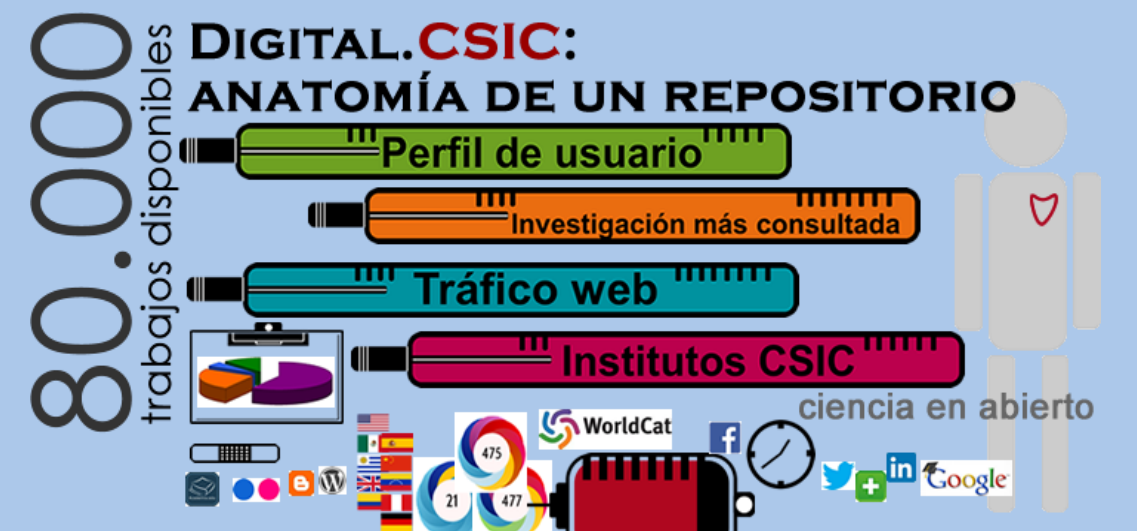 80.000
trabajos disponibles
DIGITAL.CSIC:
ANATOMÍA DE UN REPOSITORIO
Perfil de usuario
Investigación más consultada
Tráfico web
Institutos CSIC
ciencia en abierto
WorldCat
475
21
477
Google
in
f